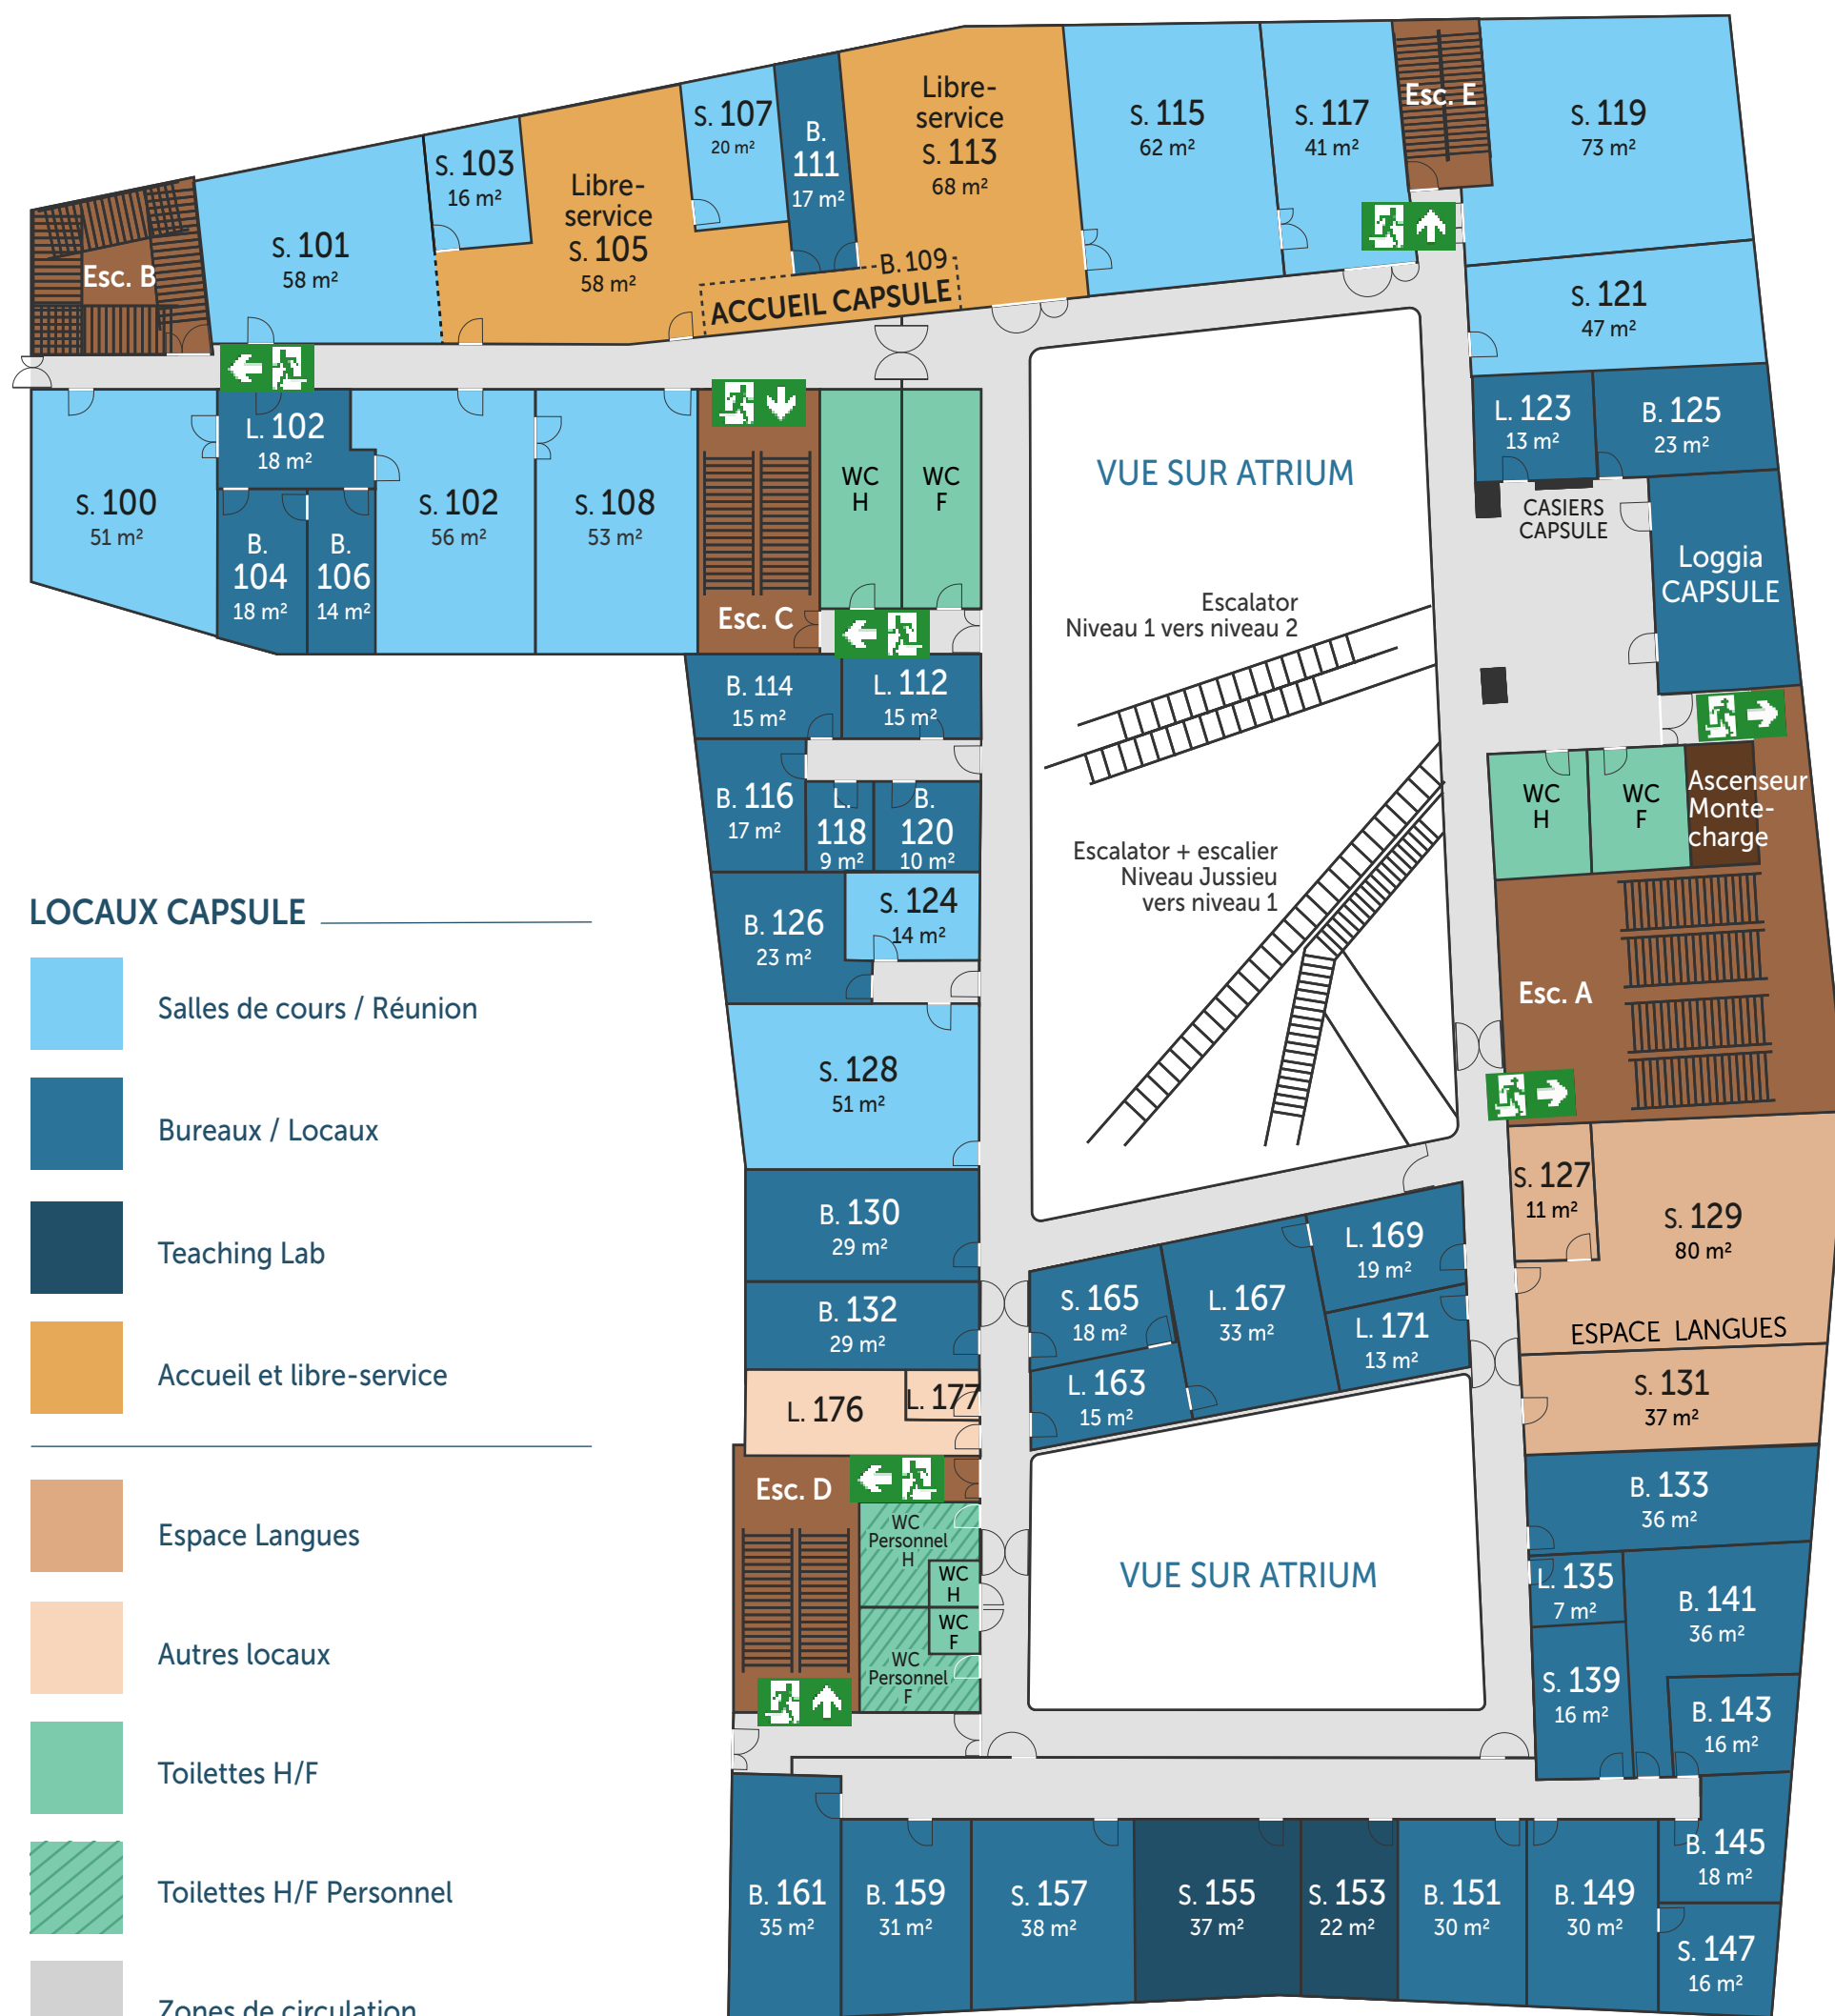 Esc. B
S. 101
58 m²
S. 103
16 m²
Libre-
service
S. 105
58 m²
S. 107
20 m²
B.
111
17 m²
Libre-
service
S. 113
68 m²
B. 109
ACCUEIL CAPSULE
S. 115
62 m²
S. 117
41 m²
Esc. E
S. 119
73 m²
S. 121
47 m²
L. 123
13 m²
B. 125
23 m²
CASIERS
CAPSULE
Loggia
CAPSULE
S. 100
51 m²
L. 102
18 m²
B.
104
18 m²
B.
106
14 m²
S. 102
56 m²
S. 108
53 m²
Esc. C
WC
H
WC
F
VUE SUR ATRIUM
Escalator
Niveau 1 vers niveau 2
Escalator + escalier
Niveau Jussieu
vers niveau 1
B. 114
15 m²
L. 112
15 m²
B. 116
17 m²
L.
118
9 m²
B.
120
10 m²
B. 126
23 m²
S. 124
14 m²
S. 128
51 m²
B. 130
29 m²
B. 132
29 m²
L. 176
L. 177
Esc. D
WC
Personnel
H
WC
H
WC
F
WC
Personnel
F
WC
H
WC
F
Ascenseur
Monte-
charge
Esc. A
S. 127
11 m²
S. 129
80 m²
ESPACE LANGUES
S. 131
37 m²
S. 165
18 m²
L. 163
15 m²
L. 167
33 m²
L. 169
19 m²
L. 171
13 m²
VUE SUR ATRIUM
B. 133
36 m²
L. 135
7 m²
B. 141
36 m²
S. 139
16 m²
B. 143
16 m²
B. 145
18 m²
S. 147
16 m²
B. 161
35 m²
B. 159
31 m²
S. 157
38 m²
S. 155
37 m²
S. 153
22 m²
B. 151
30 m²
B. 149
30 m²
LOCAUX CAPSULE
Salles de cours / Réunion
Bureaux / Locaux
Teaching Lab
Accueil et libre-service
Espace Langues
Autres locaux
Toilettes H/F
Toilettes H/F Personnel
Zones de circulation